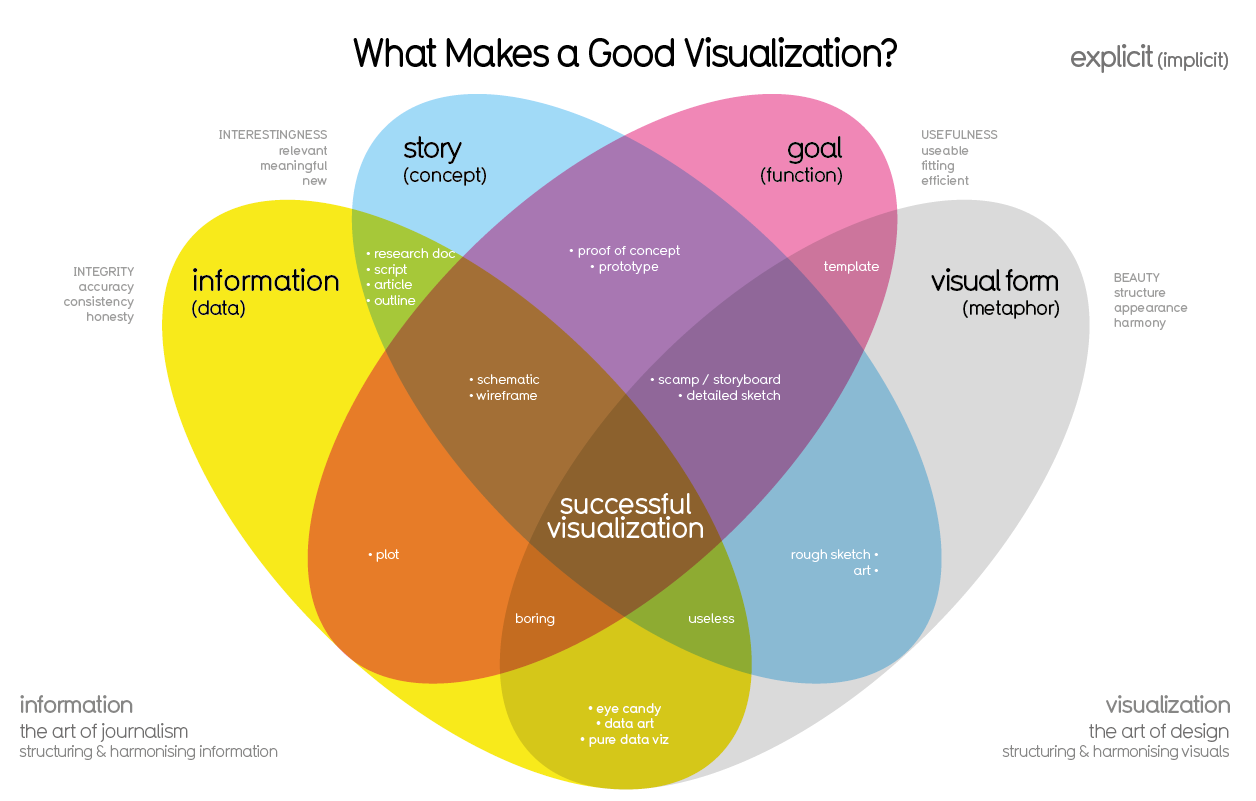 What Makes a Good Visualization?
explicit (implicit)
INTERESTINGNESS
relevant
meaningful
new
story
(concept)
goal
(function)
USEFULNESS
useable
fitting
efficient
INTEGRITY
accuracy
consistency
honesty
information
(data)
• research doc
• script
• article
• outline
• proof of concept
• prototype
template
visual form
(metaphor)
BEAUTY
structure
appearance
harmony
• schematic
• wireframe
• scamp / storyboard
• detailed sketch
successful
visualization
• plot
rough sketch •
art •
boring
useless
• eye candy
• data art
• pure data viz
information
the art of journalism
structuring & harmonising information
visualization
the art of design
structuring & harmonising visuals